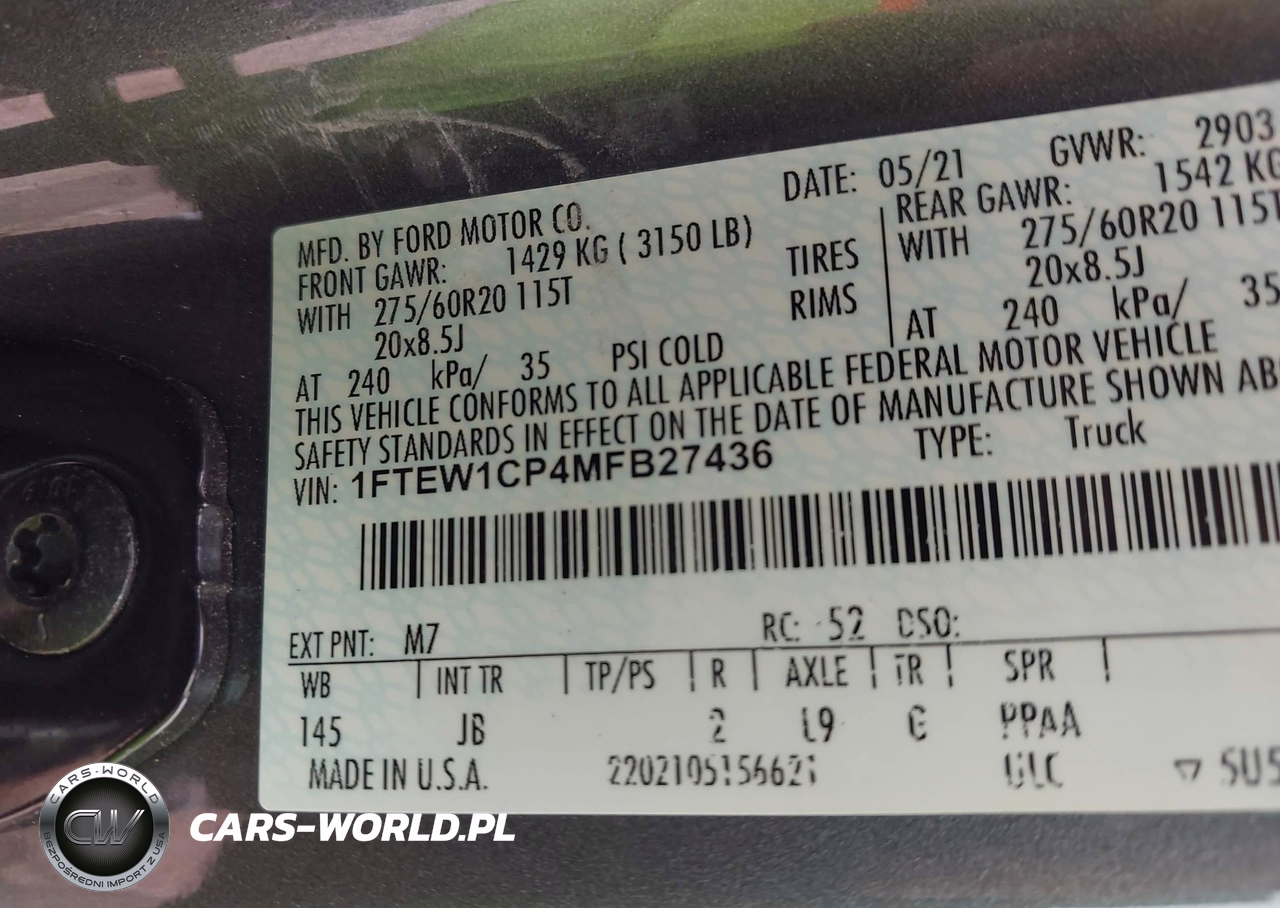 DATE: 05/21 GVWR: 2903
MFD. BY FORD MOTOR CO.
FRONT GAWR: 1429 KG ( 3150 LB) REAR GAWR: 1542 KG
WITH 275/60R20 115T TIRES WITH 275/60R20 115T
20x8.5J RIMS 20x8.5J
AT 240 kPa/ 35 PSI COLD AT 240 kPa/ 35
THIS VEHICLE CONFORMS TO ALL APPLICABLE FEDERAL MOTOR VEHICLE
SAFETY STANDARDS IN EFFECT ON THE DATE OF MANUFACTURE SHOWN AB
VIN: 1FTEW1CP4MFB27436 TYPE: Truck
EXT PNT: M7 RC: 52 DSO:
WB INT TR TP/PS R AXLE TR SPR
145 JB 2 L9 PPAA
MADE IN U.S.A.
CARS-WORLD
CW
BEZPOŚREDNI IMPORT Z USA
CARS-WORLD.PL